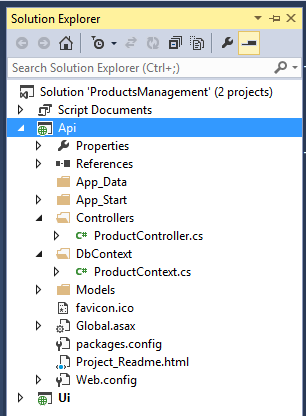 Solution Explorer
Search Solution Explorer (Ctrl+;)
Solution 'ProductsManagement' (2 projects)
Script Documents
Api
Properties
References
App_Data
App_Start
Controllers
C# ProductController.cs
DbContext
C# ProductContext.cs
Models
favicon.ico
Global.asax
packages.config
Project_Readme.html
Web.config
Ui